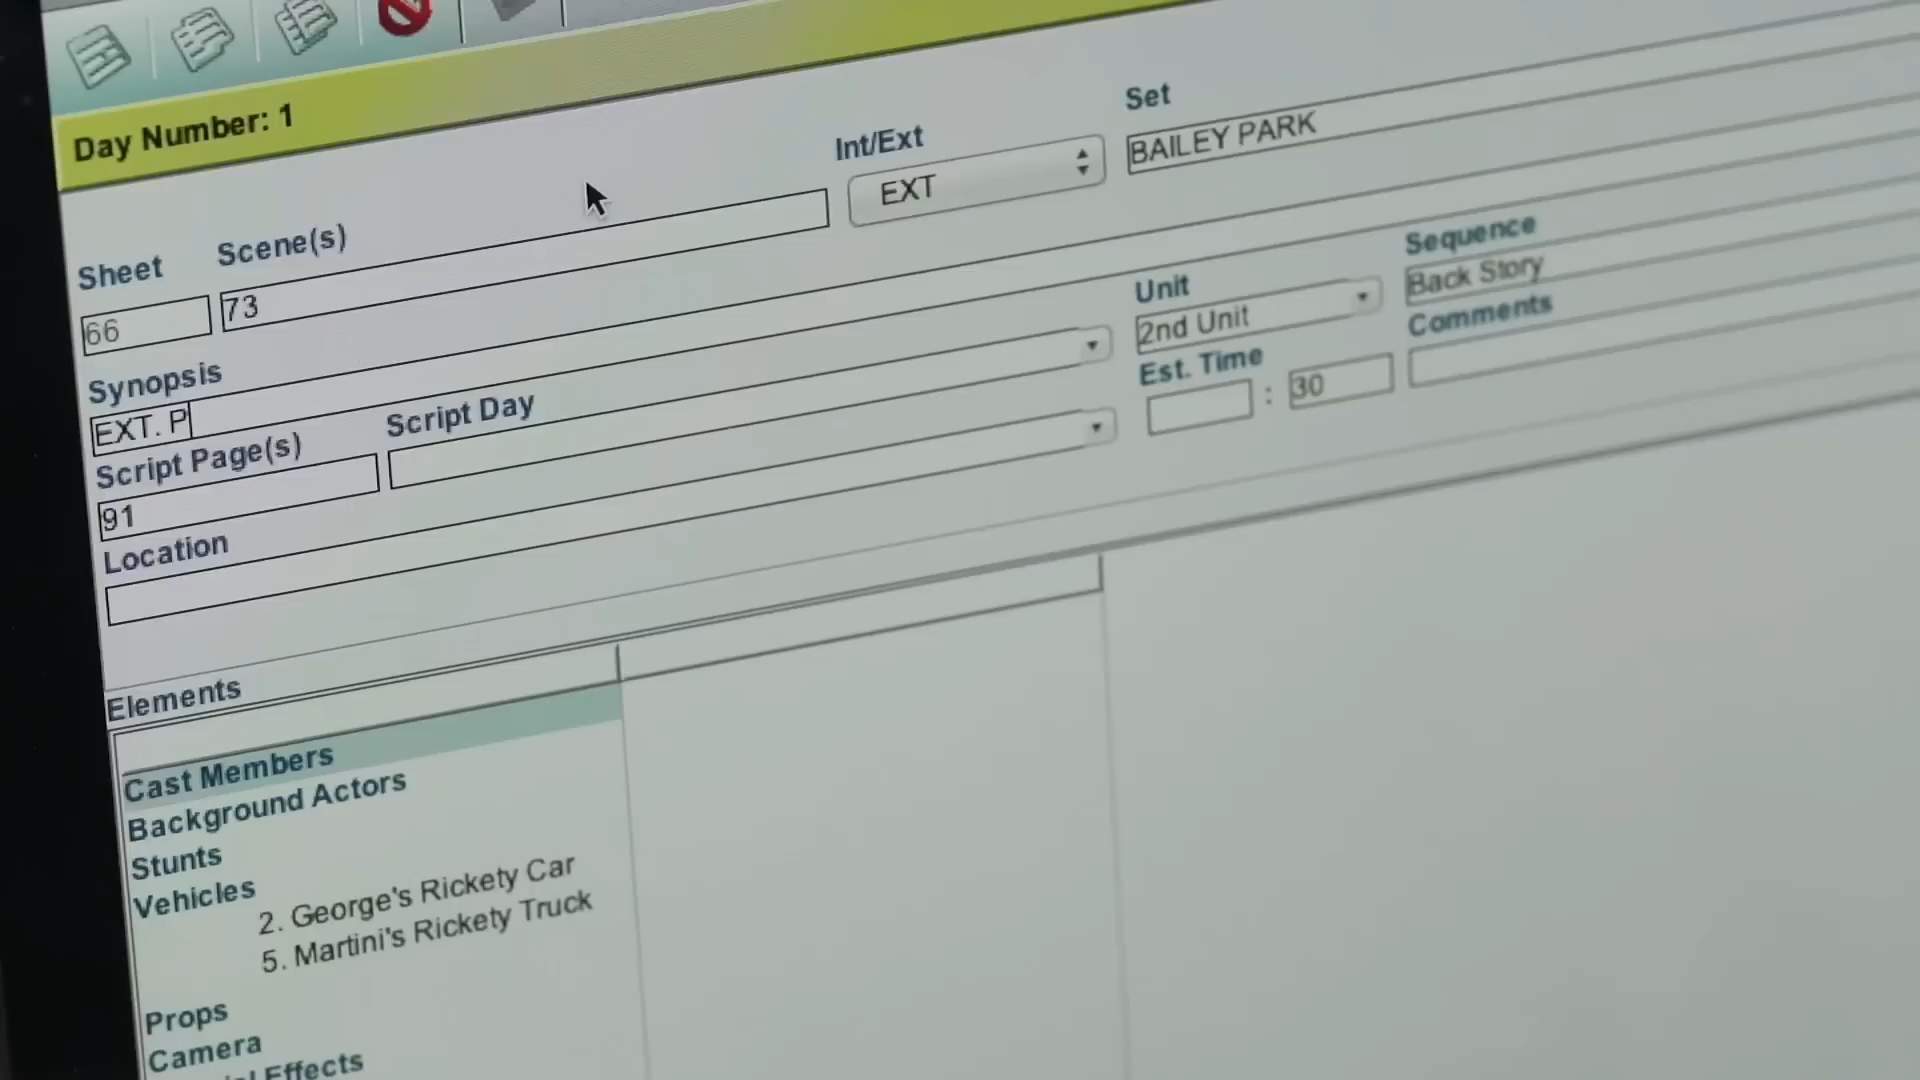 Day Number: 1
Sheet
Scene(s)
Int/Ext
Set
66
73
EXT
BAILEY PARK
Synopsis
EXT. P
Unit
Sequence
2nd Unit
Back Story
Script Page(s)
Script Day
Est. Time
Comments
91
: 30
Location
Elements
Cast Members
Background Actors
Stunts
Vehicles
2. George's Rickety Car
5. Martini's Rickety Truck
Props
Camera
Effects